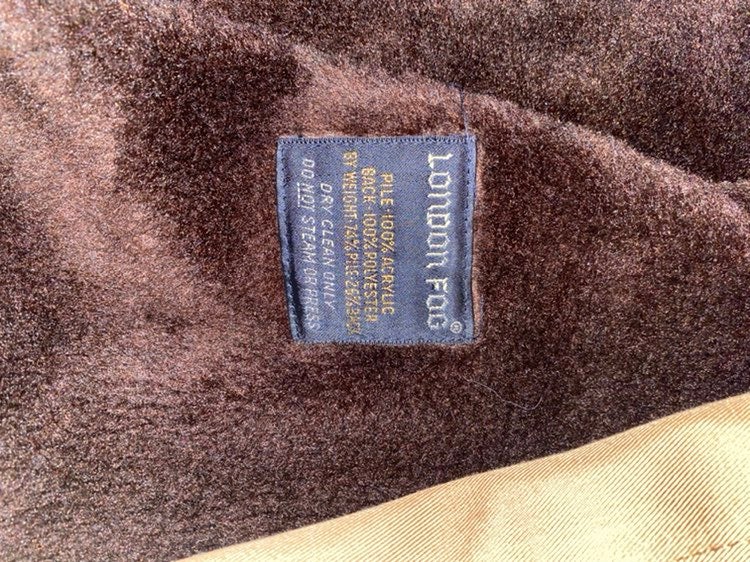 LONDON FOG®
PILE 100% ACRYLIC
BACK 100% POLYESTER
BY WEIGHT-74% PILE-26% BACK
DRY CLEAN ONLY
DO NOT STEAM OR PRESS